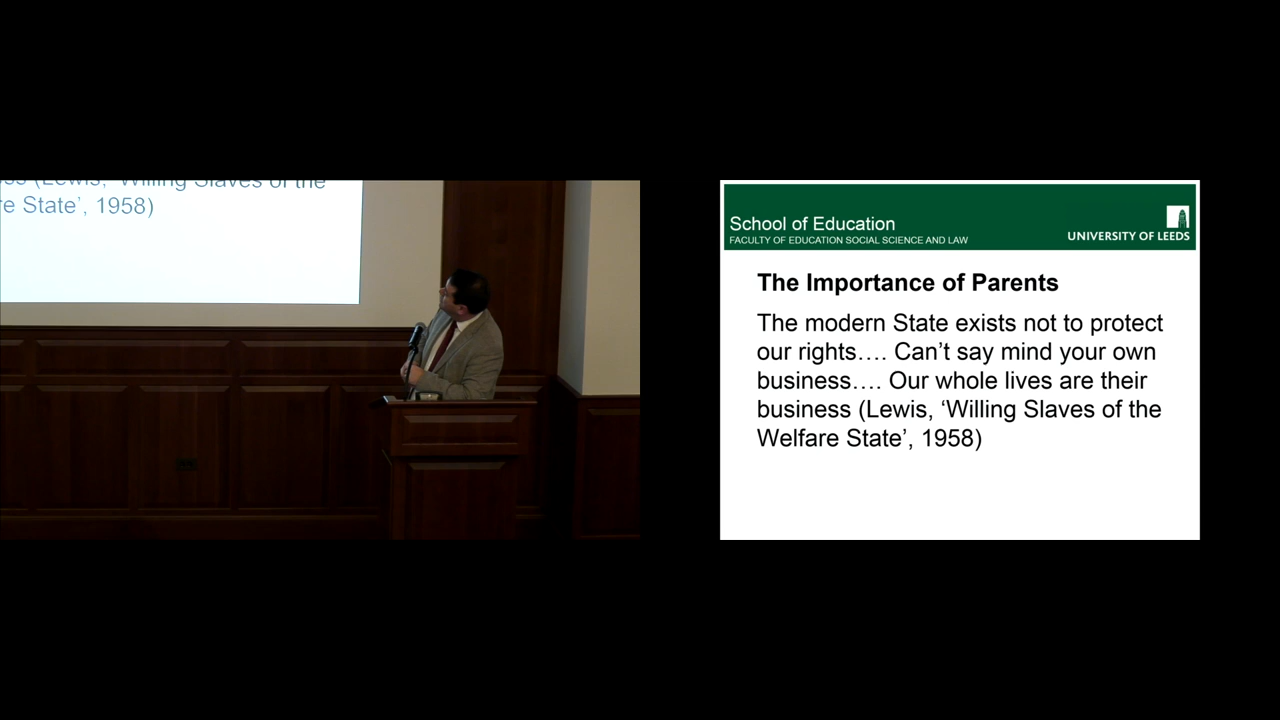 ss (Lewis, ‘Willing Slaves of the
re State’, 1958)
School of Education
FACULTY OF EDUCATION SOCIAL SCIENCE AND LAW
UNIVERSITY OF LEEDS
The Importance of Parents
The modern State exists not to protect
our rights…. Can’t say mind your own
business…. Our whole lives are their
business (Lewis, ‘Willing Slaves of the
Welfare State’, 1958)